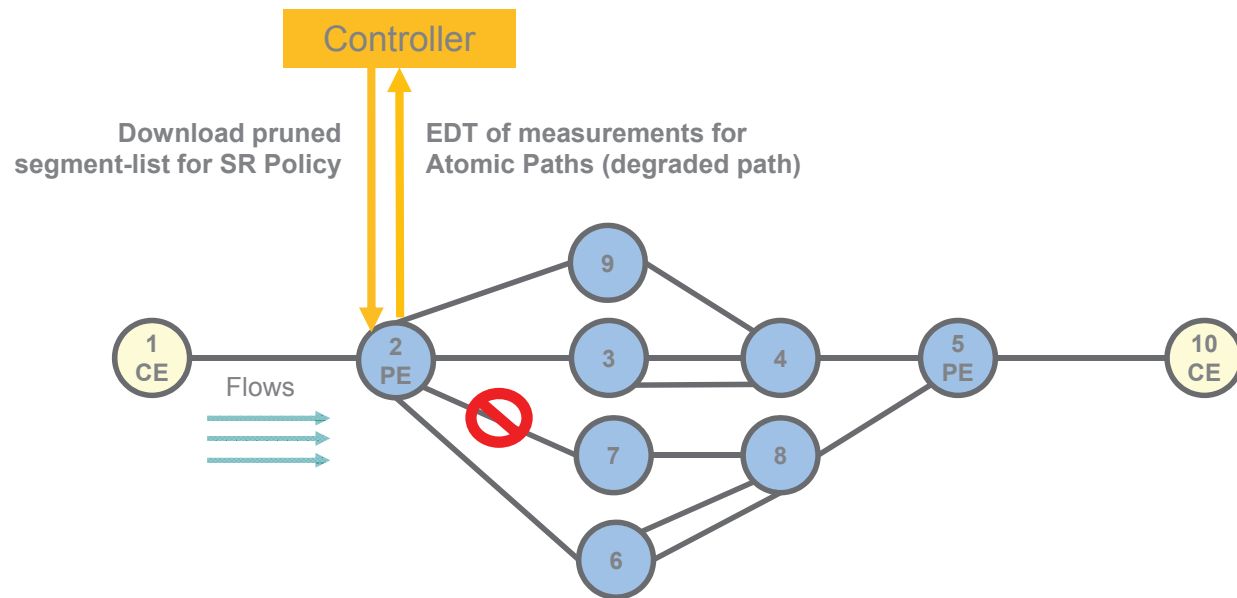 Controller
Download pruned
segment-list for SR Policy
EDT of measurements for
Atomic Paths (degraded path)
9
1
CE
2
PE
3
4
5
PE
10
CE
Flows
7
8
6